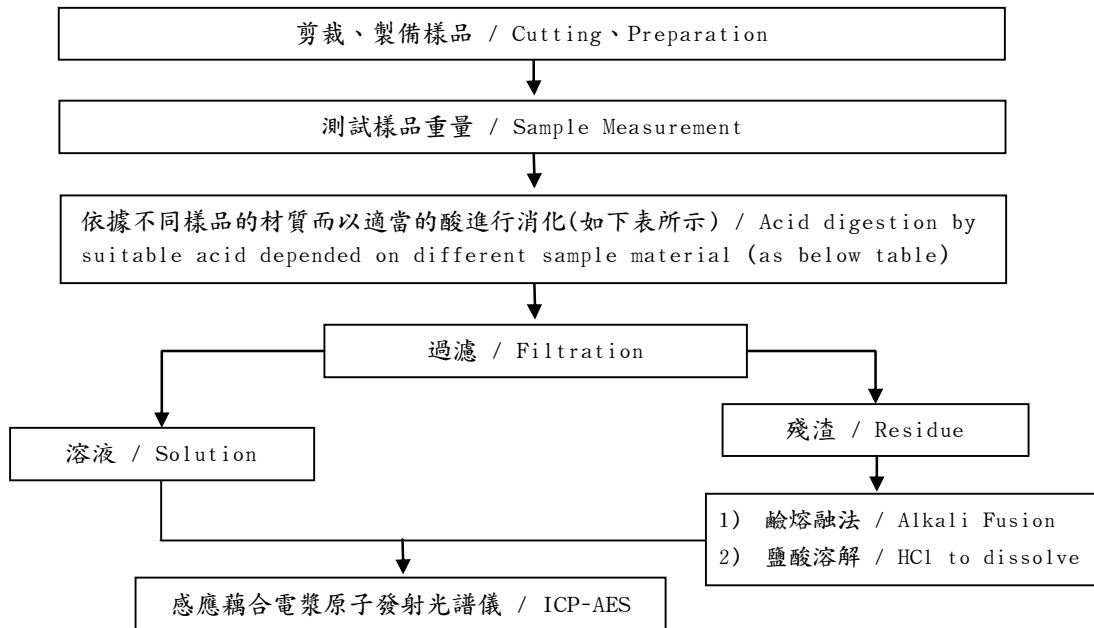 剪裁、製備樣品 / Cutting、Preparation
測試樣品重量 / Sample Measurement
依據不同樣品的材質而以適當的酸進行消化(如下表所示) / Acid digestion by
suitable acid depended on different sample material (as below table)
過濾 / Filtration
溶液 / Solution
殘渣 / Residue
1) 鹼熔融法 / Alkali Fusion
2) 鹽酸溶解 / HCl to dissolve
感應藕合電漿原子發射光譜儀 / ICP-AES